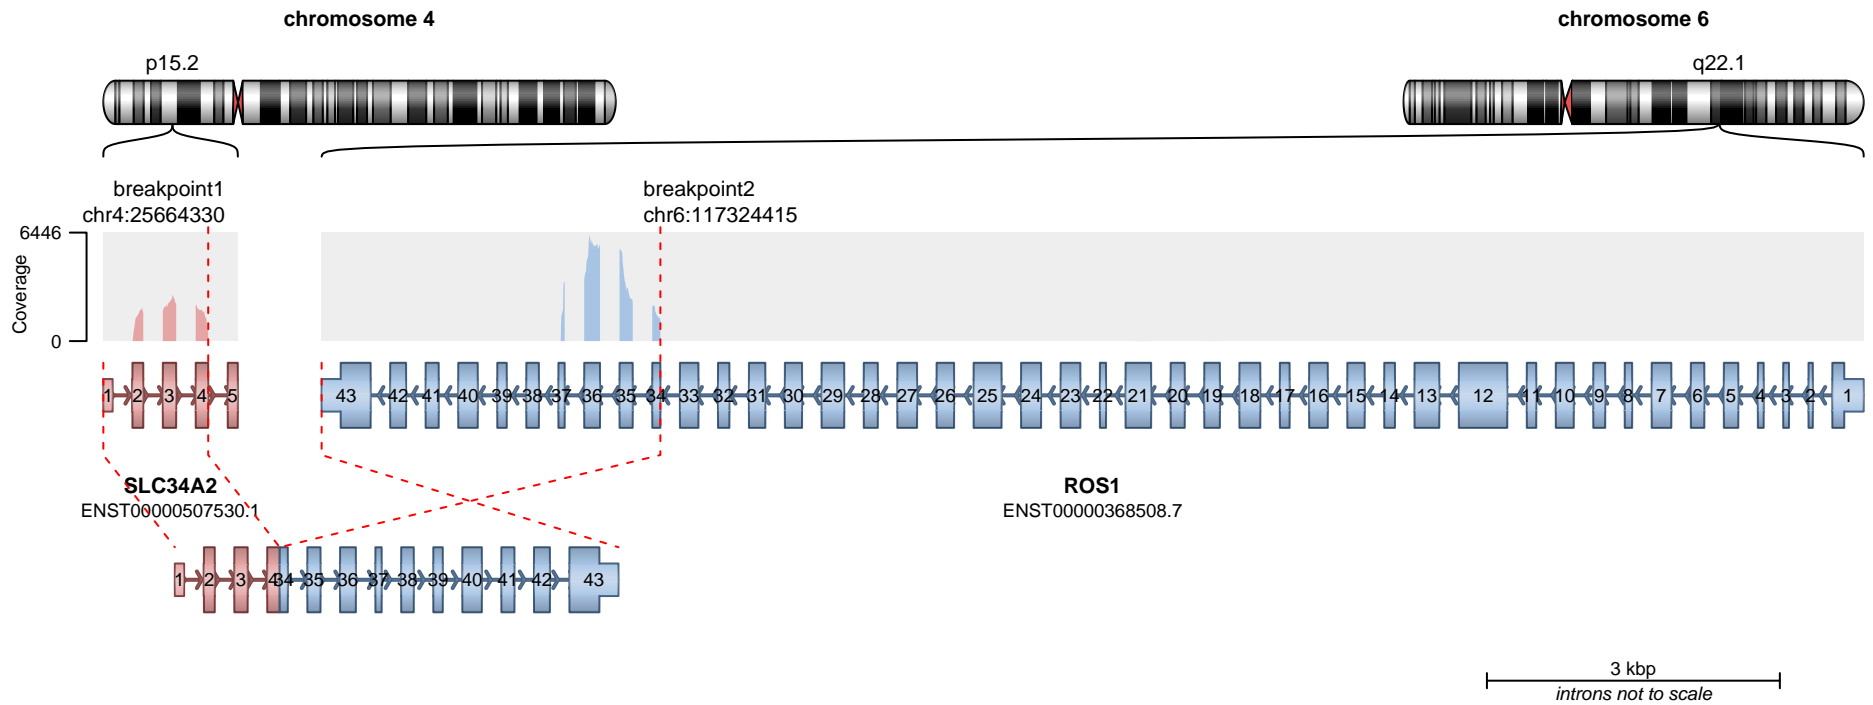 chromosome 4
chromosome 6
p15.2
q22.1
breakpoint1
chr4:25664330
breakpoint2
chr6:117324415
6446
Coverage
0
1 2 3 4 5
43 42 41 40 39 38 37 36 35 34 33 32 31 30 29 28 27 26 25 24 23 22 21 20 19 18 17 16 15 14 13 12 11 10 9 8 7 6 5 4 3 2 1
SLC34A2
ENST00000507530.1
ROS1
ENST00000368508.7
1 2 3 4 34 35 36 37 38 39 40 41 42 43
3 kbp
introns not to scale